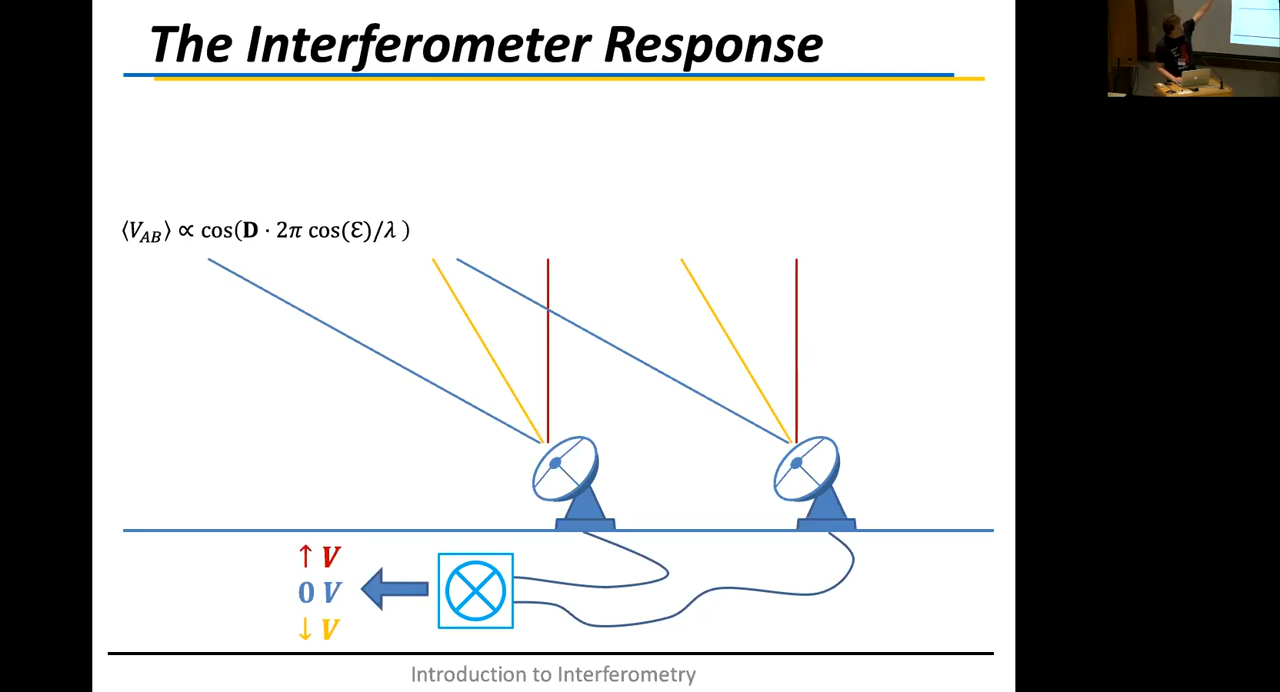 The Interferometer Response
⟨V_AB⟩ ∝ cos(D · 2π cos(Ɛ)/λ )
↑ V
0 V
↓ V
Introduction to Interferometry